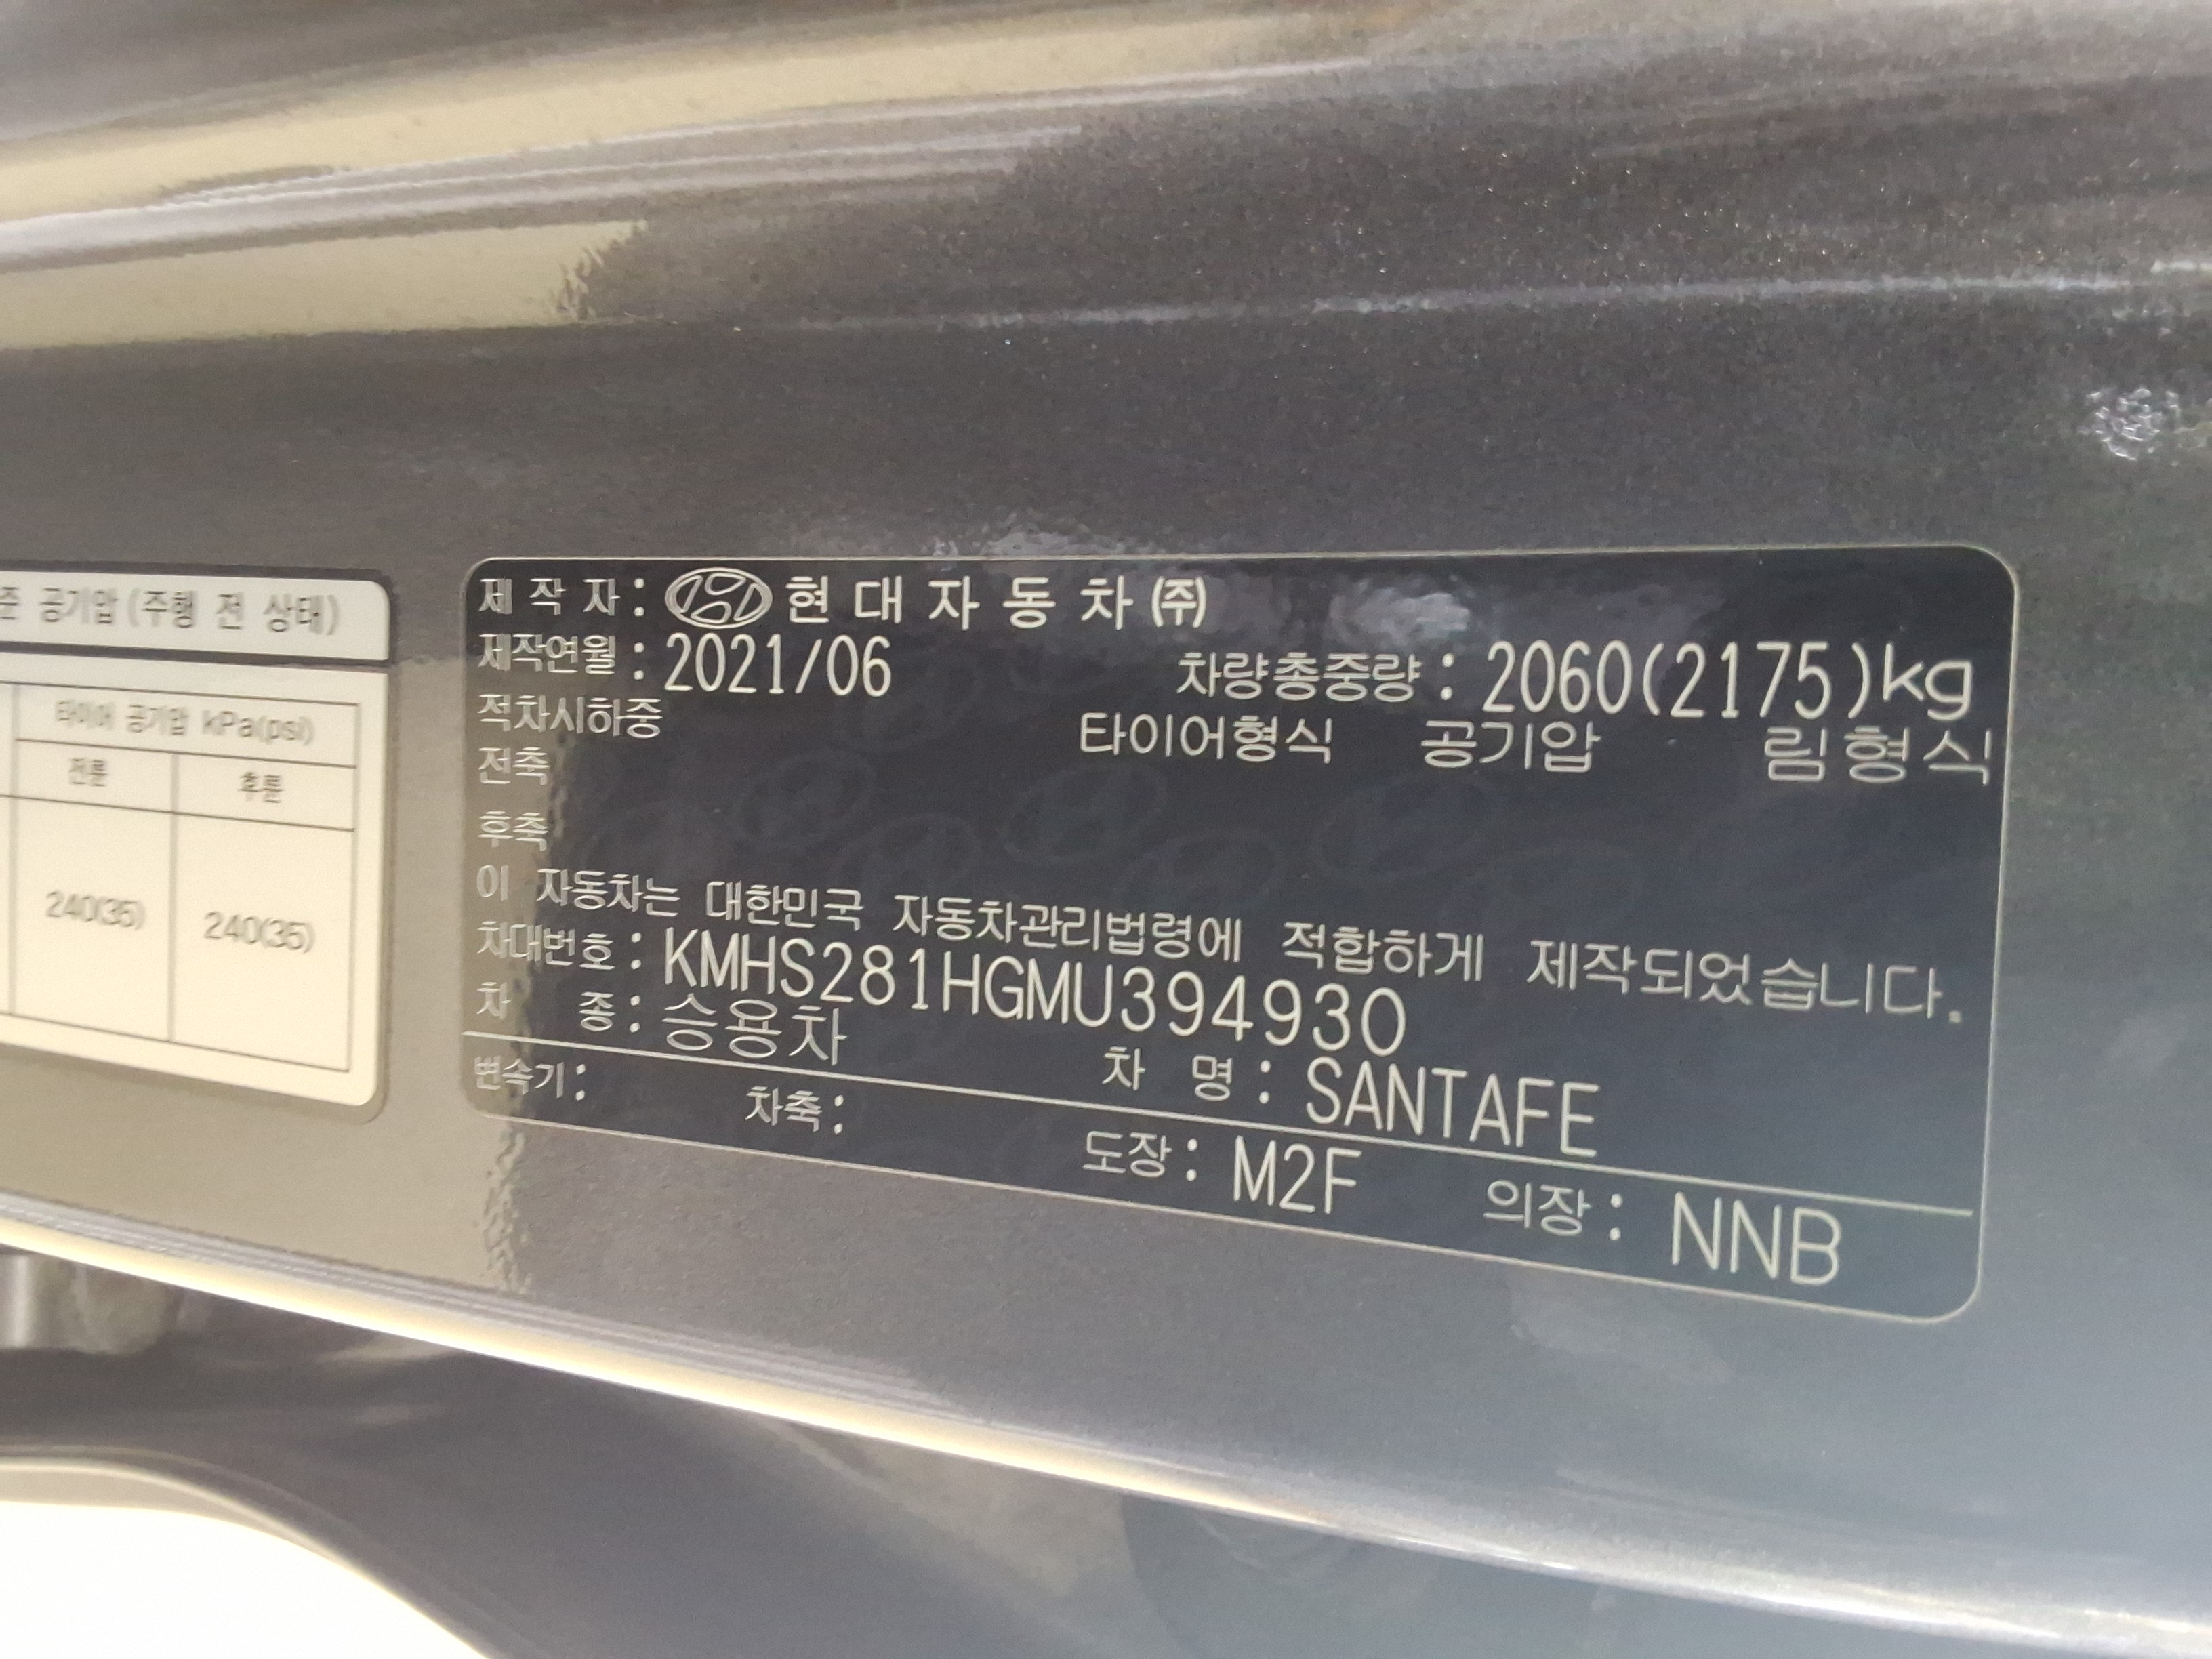 준 공기압(주행 전 상태)
타이어 공기압 kPa(psi)
전륜 후륜
240(35) 240(35)
제 작 자 : 현 대 자 동 차 ㈜
제작연월 : 2021/06 차량총중량 : 2060(2175)kg
적차시하중 타이어형식 공기압 림형식
전축
후축
이 자동차는 대한민국 자동차관리법령에 적합하게 제작되었습니다.
차대번호 : KMHS281HGMU394930
차 종 : 승용차 차 명 : SANTAFE
변속기 : 차축 : 도장 : M2F 의장 : NNB